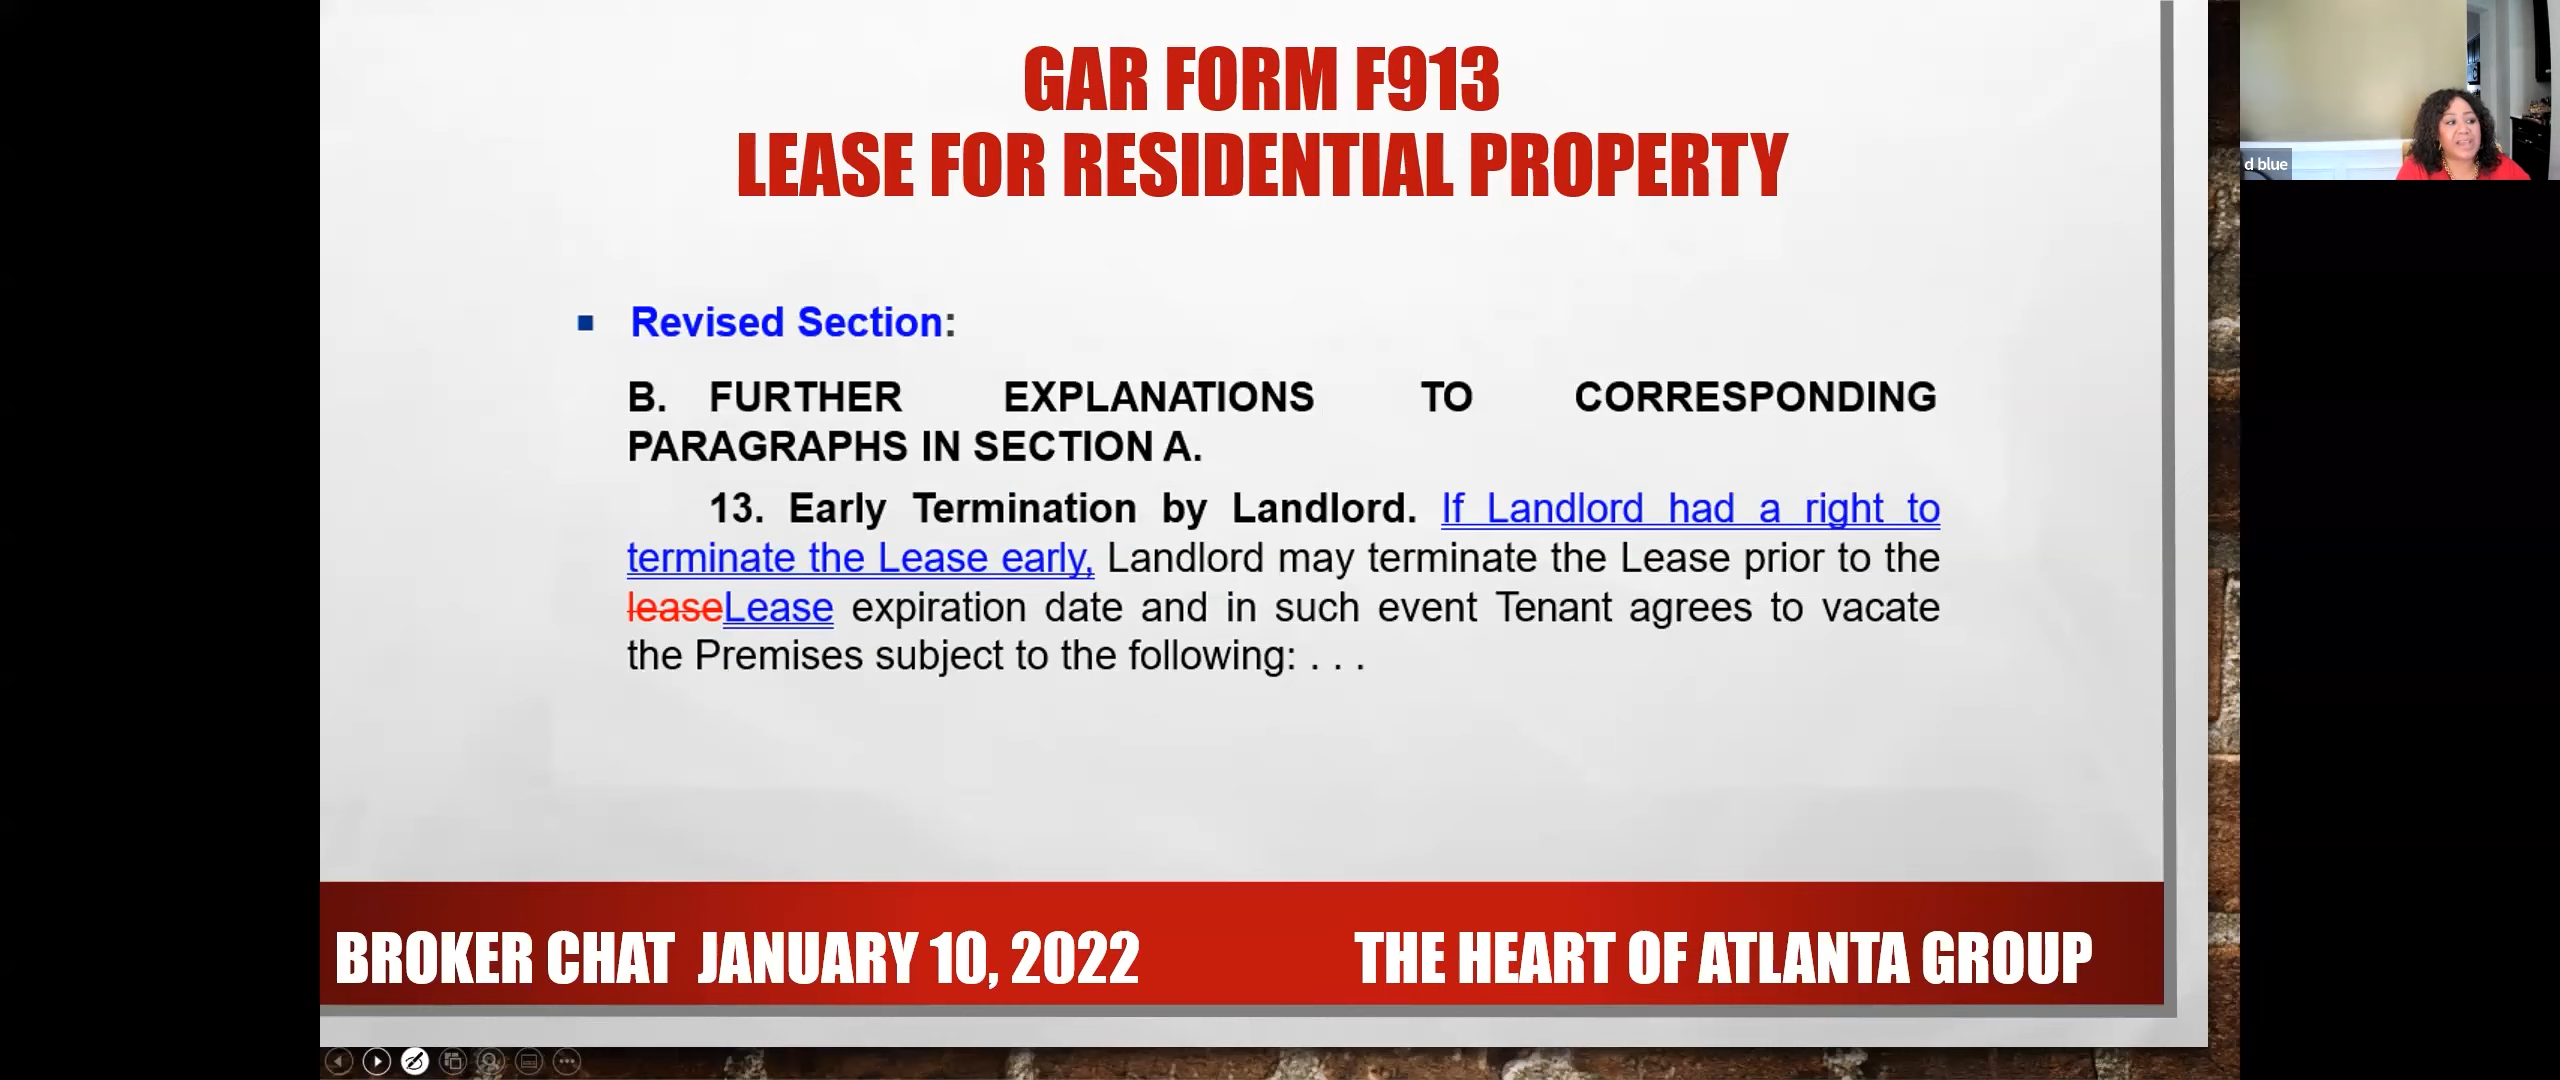 GAR FORM F913
LEASE FOR RESIDENTIAL PROPERTY
d blue
▪ Revised Section:
B. FURTHER EXPLANATIONS TO CORRESPONDING
PARAGRAPHS IN SECTION A.
13. Early Termination by Landlord. If Landlord had a right to
terminate the Lease early, Landlord may terminate the Lease prior to the
leaseLease expiration date and in such event Tenant agrees to vacate
the Premises subject to the following: . . .
BROKER CHAT JANUARY 10, 2022 THE HEART OF ATLANTA GROUP